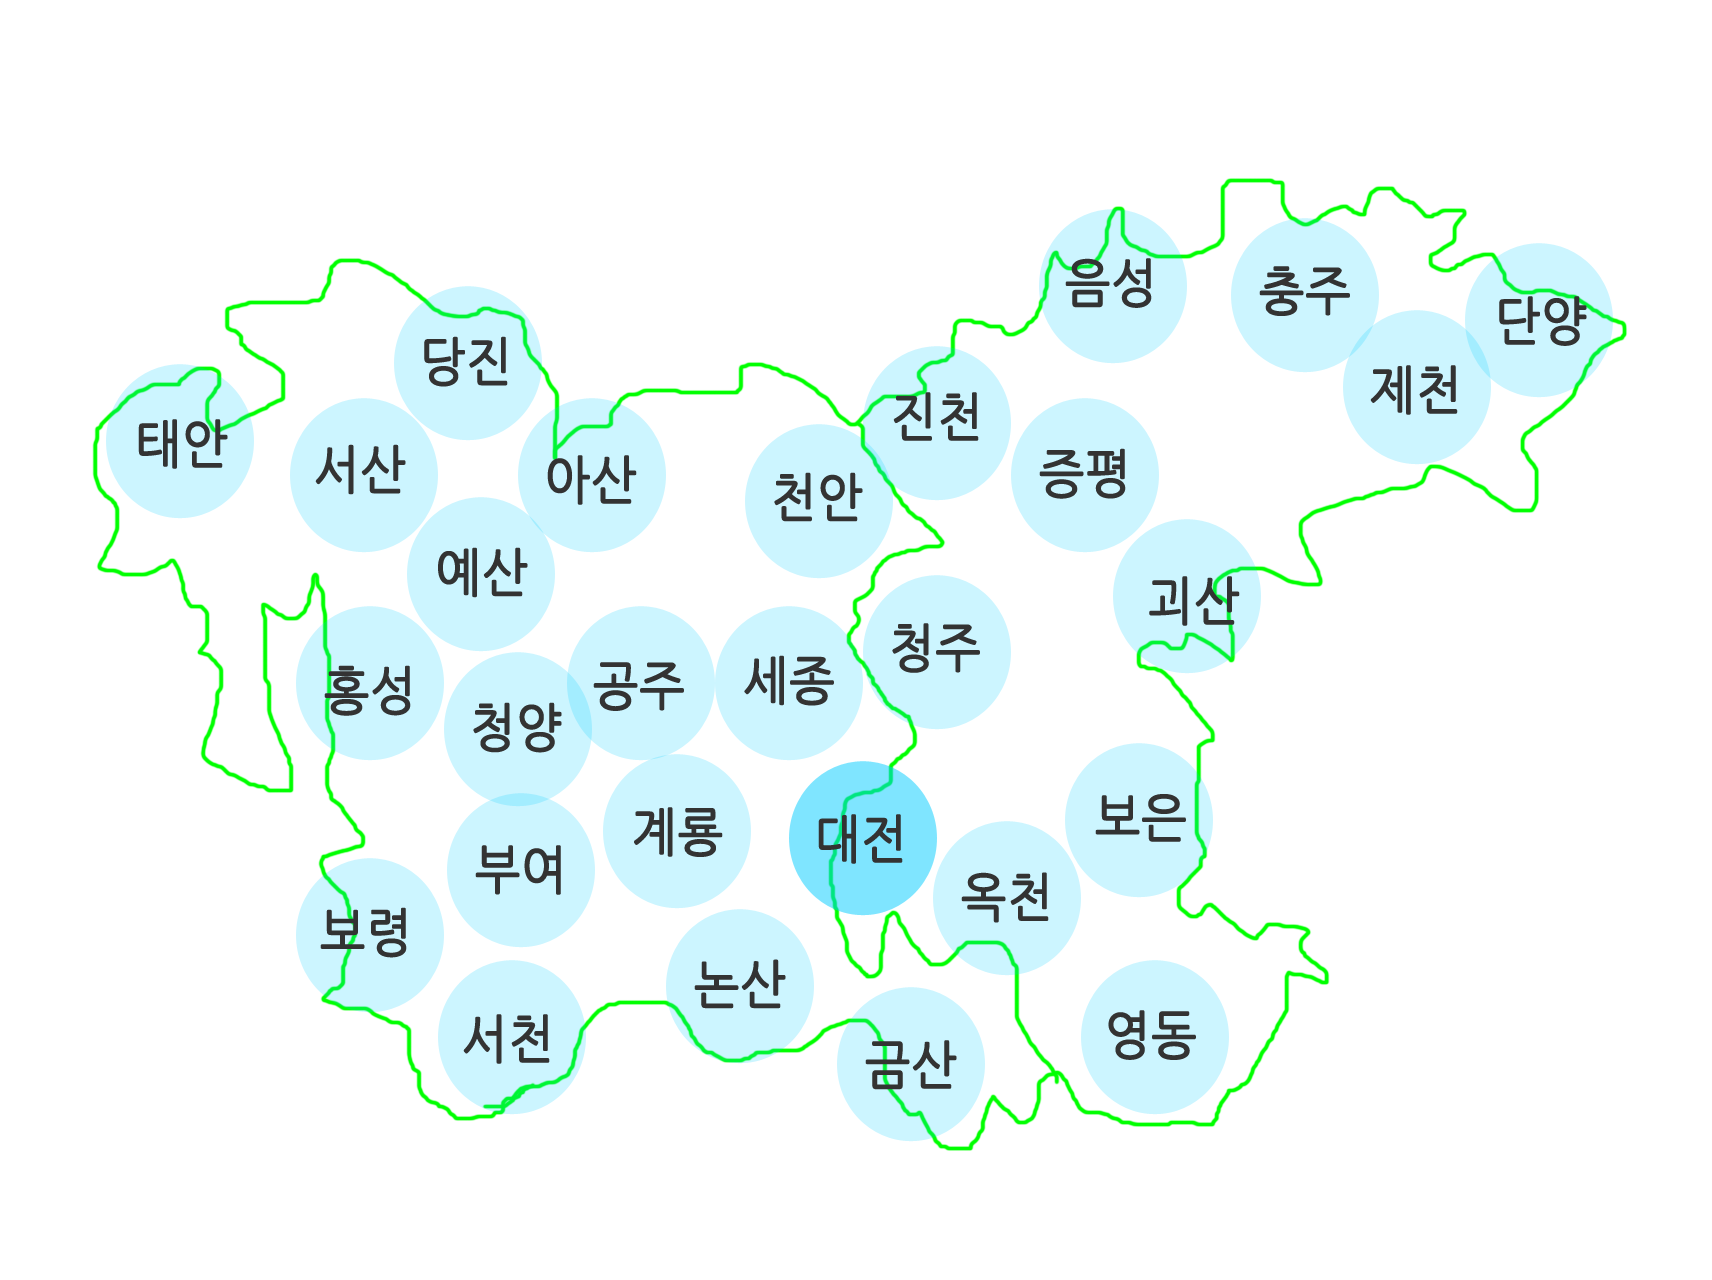 음성
충주
단양
당진
제천
진천
태안
서산
아산
증평
천안
예산
괴산
청주
홍성
공주
세종
청양
보은
계룡
대전
부여
옥천
보령
논산
서천
영동
금산